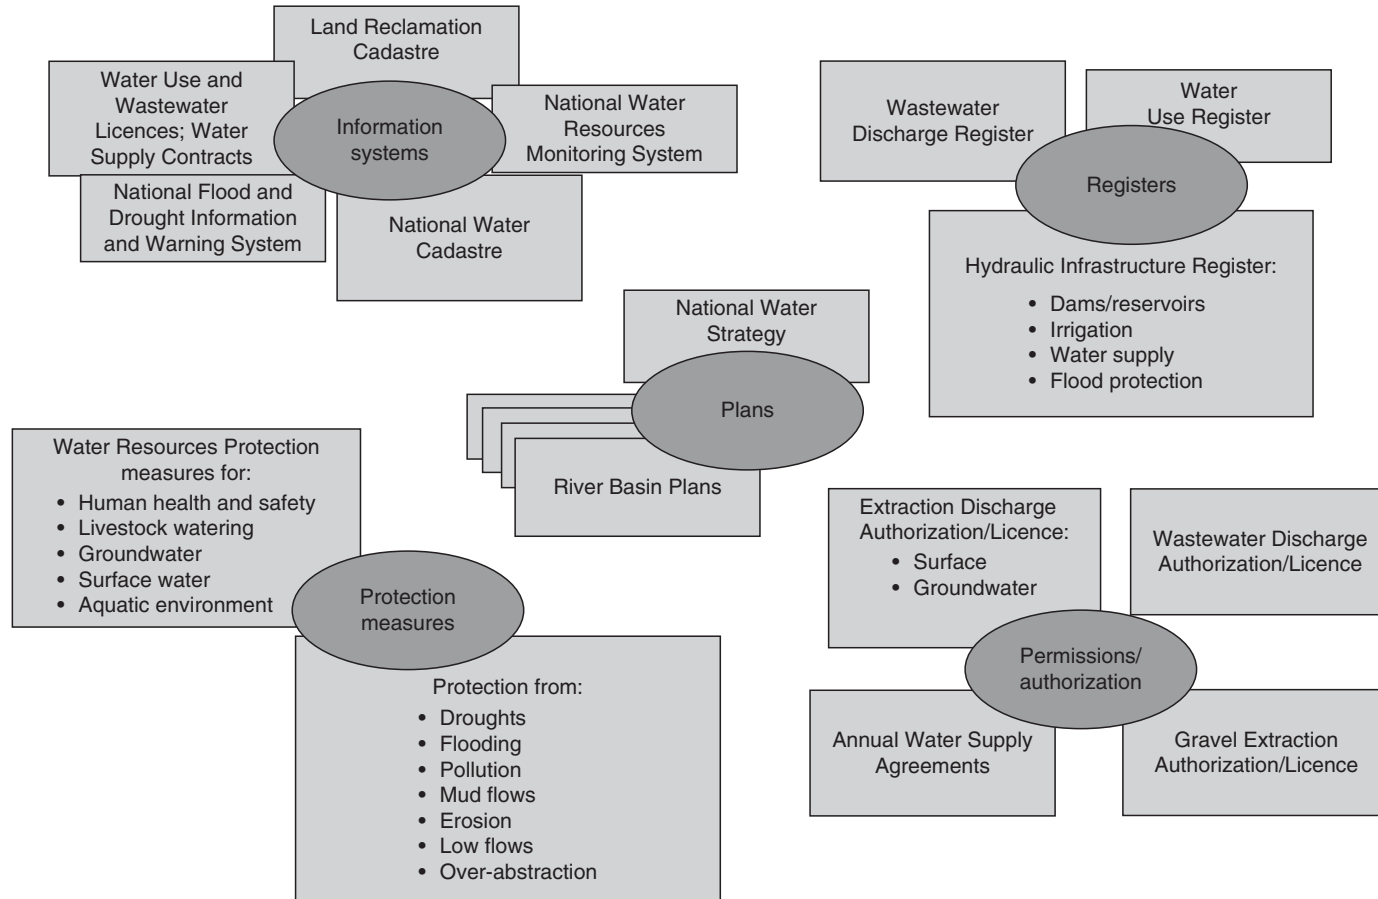 Land Reclamation
Cadastre
Water Use and
Wastewater
Licences; Water
Supply Contracts
Information
systems
National Water
Resources
Monitoring System
National Flood and
Drought Information
and Warning System
National Water
Cadastre
Wastewater
Discharge Register
Water
Use Register
Registers
Hydraulic Infrastructure Register:
• Dams/reservoirs
• Irrigation
• Water supply
• Flood protection
National Water
Strategy
Plans
River Basin Plans
Water Resources Protection
measures for:
• Human health and safety
• Livestock watering
• Groundwater
• Surface water
• Aquatic environment
Protection
measures
Protection from:
• Droughts
• Flooding
• Pollution
• Mud flows
• Erosion
• Low flows
• Over-abstraction
Extraction Discharge
Authorization/Licence:
• Surface
• Groundwater
Wastewater Discharge
Authorization/Licence
Permissions/
authorization
Annual Water Supply
Agreements
Gravel Extraction
Authorization/Licence